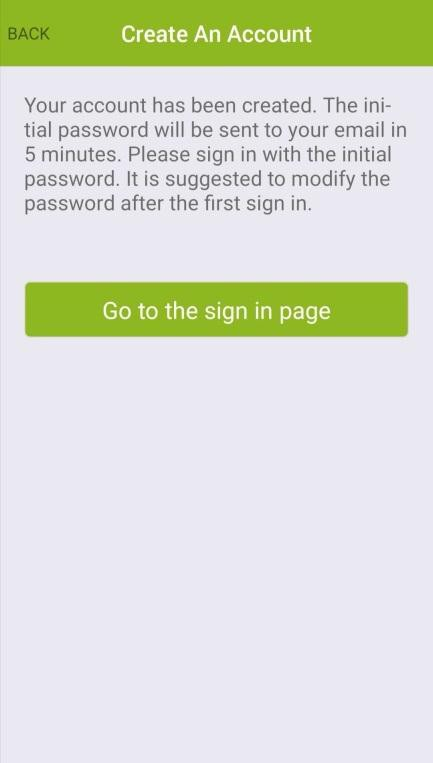 BACK
Create An Account
Your account has been created. The ini-
tial password will be sent to your email in
5 minutes. Please sign in with the initial
password. It is suggested to modify the
password after the first sign in.
Go to the sign in page